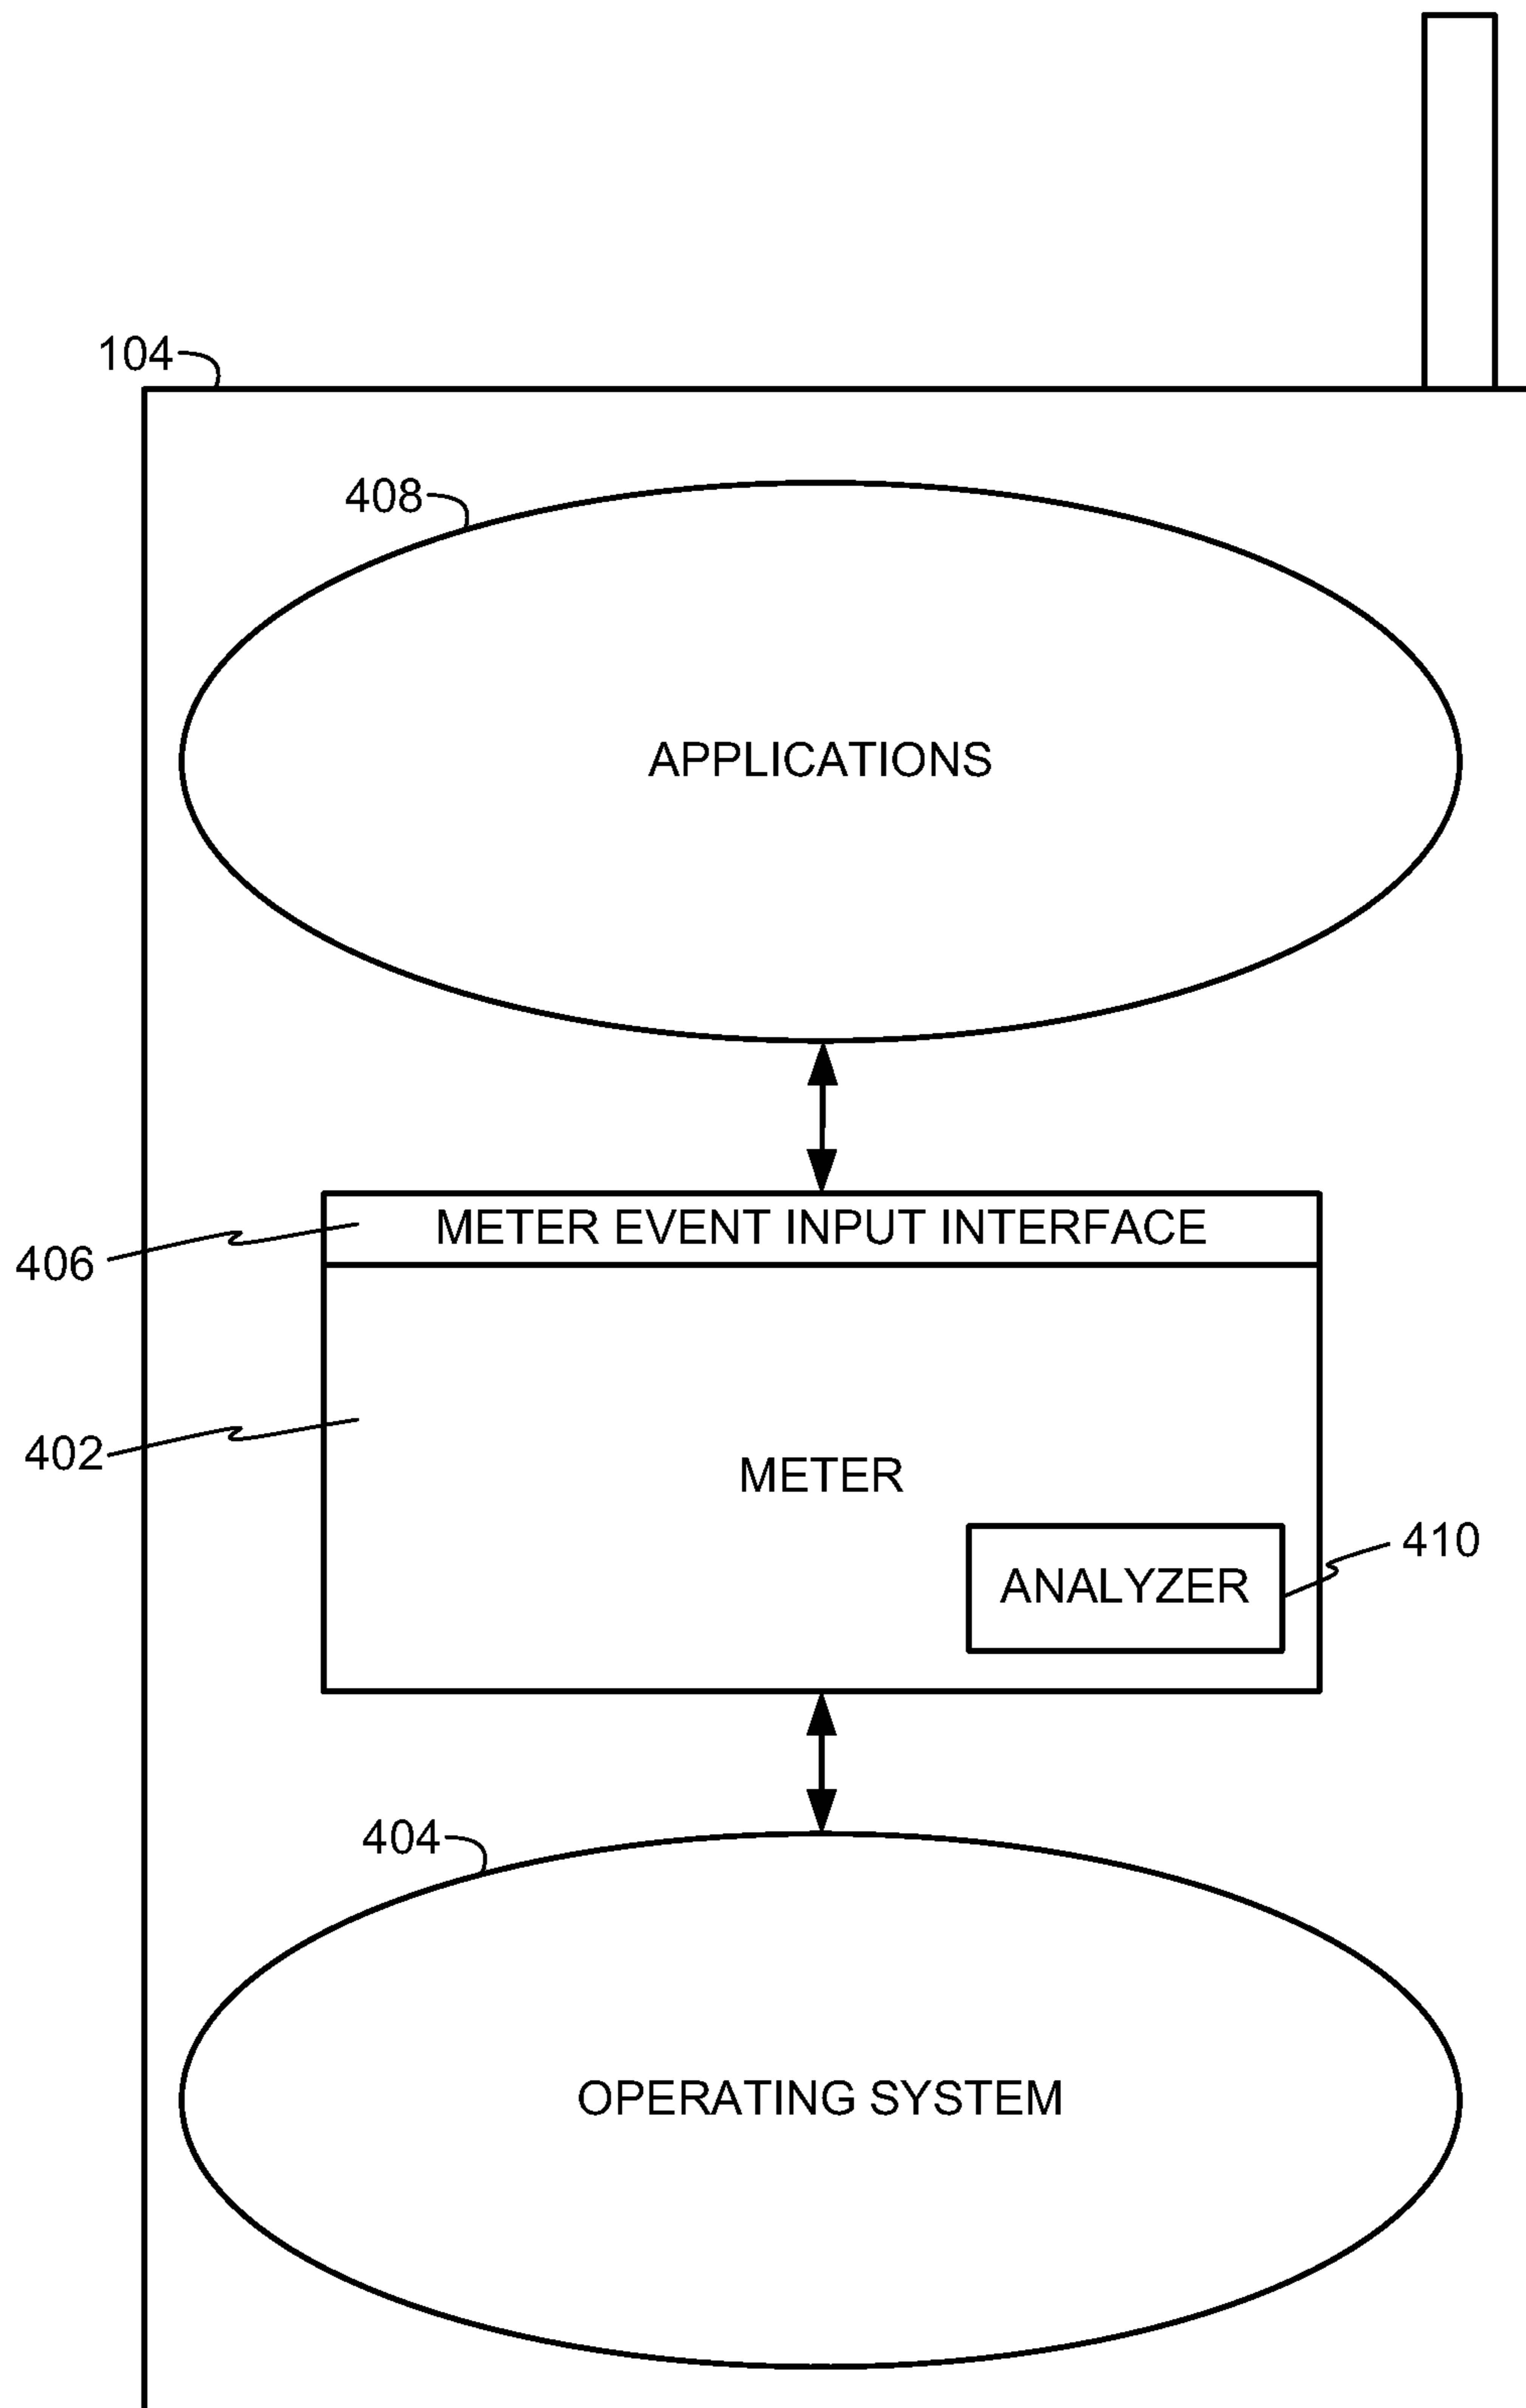 104
408
APPLICATIONS
METER EVENT INPUT INTERFACE
406
402
METER
410
ANALYZER
404
OPERATING SYSTEM